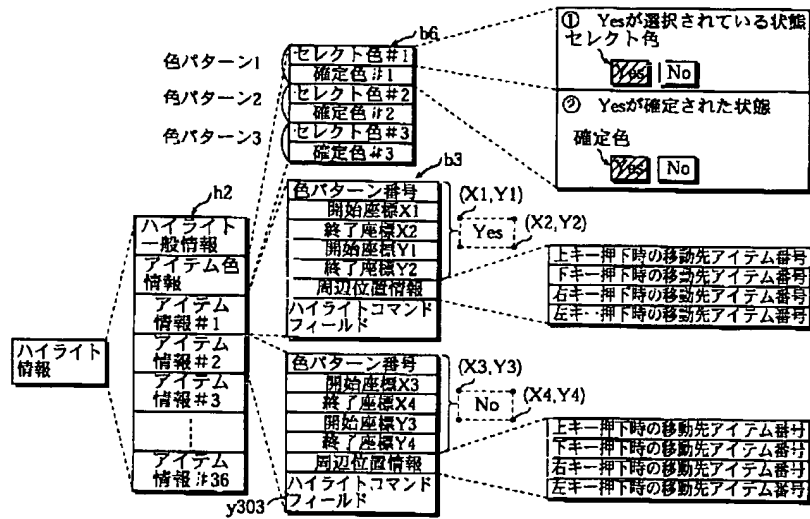 b6
色パターン1
色パターン2
色パターン3
セレクト色#1
確定色#1
セレクト色#2
確定色#2
セレクト色#3
確定色#3
① Yesが選択されている状態
セレクト色
Yes No
② Yesが確定された状態
確定色
Yes No
h2
ハイライト
一般情報
アイテム色
情報
アイテム
情報#1
アイテム
情報#2
アイテム
情報#3
アイテム
情報#36
ハイライト
情報
b3
色パターン番号
開始座標X1
終了座標X2
開始座標Y1
終了座標Y2
周辺位置情報
ハイライトコマンド
フィールド
(X1,Y1)
Yes
(X2,Y2)
上キー押下時の移動先アイテム番号
下キー押下時の移動先アイテム番号
右キー押下時の移動先アイテム番号
左キー押下時の移動先アイテム番号
色パターン番号
開始座標X3
終了座標X4
開始座標Y3
終了座標Y4
周辺位置情報
ハイライトコマンド
フィールド
y303
(X3,Y3)
No
(X4,Y4)
上キー押下時の移動先アイテム番号
下キー押下時の移動先アイテム番号
右キー押下時の移動先アイテム番号
左キー押下時の移動先アイテム番号